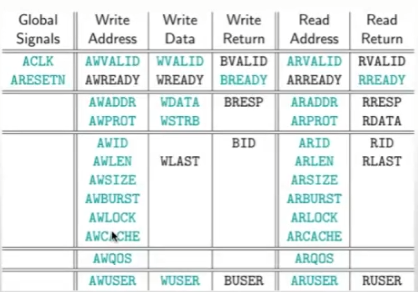 Global Signals Write Address Write Data Write Return Read Address Read Return
ACLK AWVALID WVALID BVALID ARVALID RVALID
ARESETN AWREADY WREADY BREADY ARREADY RREADY
AWADDR WDATA BRESP ARADDR RRESP
AWPROT WSTRB ARPROT RDATA
AWID BID ARID RID
AWLEN WLAST ARLEN RLAST
AWSIZE ARSIZE
AWBURST ARBURST
AWLOCK ARLOCK
AWCACHE ARCACHE
AWQOS ARQOS
AWUSER WUSER BUSER ARUSER RUSER